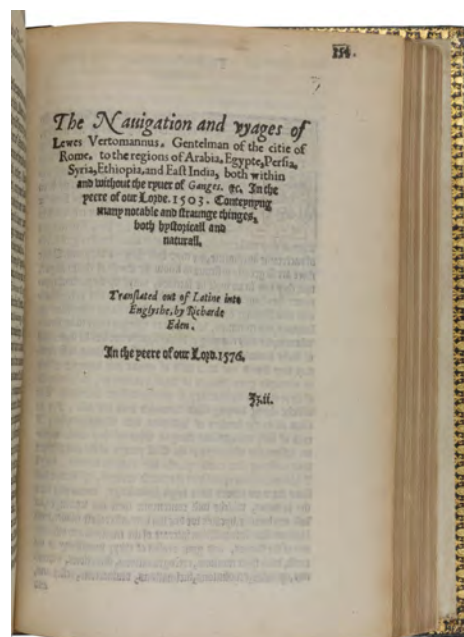 354.
The Nauigation and vyages of
Lewes Vertomannus. Gentelman of the citie of
Rome. to the regions of Arabia, Egypte, Persia,
Syria, Ethiopia, and East India, both within
and without the ryuer of Ganges. &c. In the
yeere of our Lorde. 1503. Conteynyng
many notable and straunge thinges,
both hystoricall and
naturall.
Translated out of Latine into
Englyshe, by Richarde
Eden.
In the yeere of our Lord. 1576.